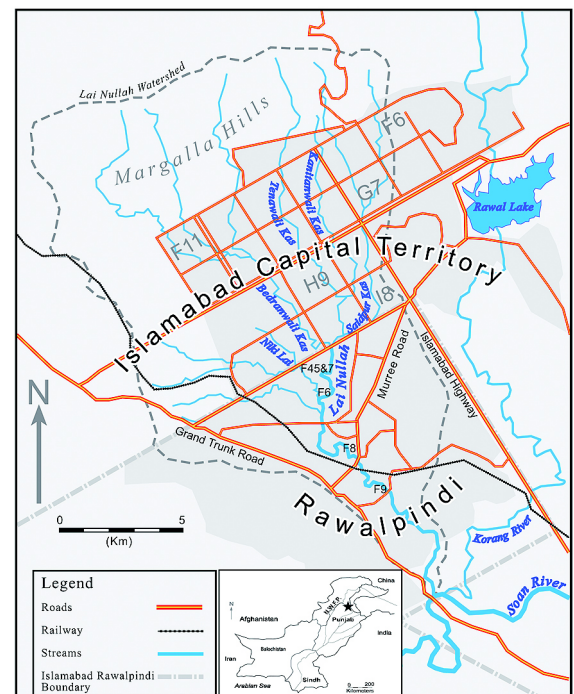 Lai Nullah Watershed
Margalla Hills
F6
Kanitanwali Kas
Tenawali Kas
G7
Rawal Lake
F11
Islamabad Capital Territory
H9
I8
Bedranwali Kas
Saidpur Kas
Niki Lai
Lai Nullah
F45&7
F6
Murree Road
Islamabad Highway
N
Grand Trunk Road
F8
F9
Rawalpindi
0 5
(Km)
Korang River
Soan River
Legend
Roads
Railway
Streams
Islamabad Rawalpindi
Boundary
China
N
N.W.F.P.
Afghanistan
Punjab
India
Balochistan
Iran
Sindh
Arabian Sea
0 200
Kilometers